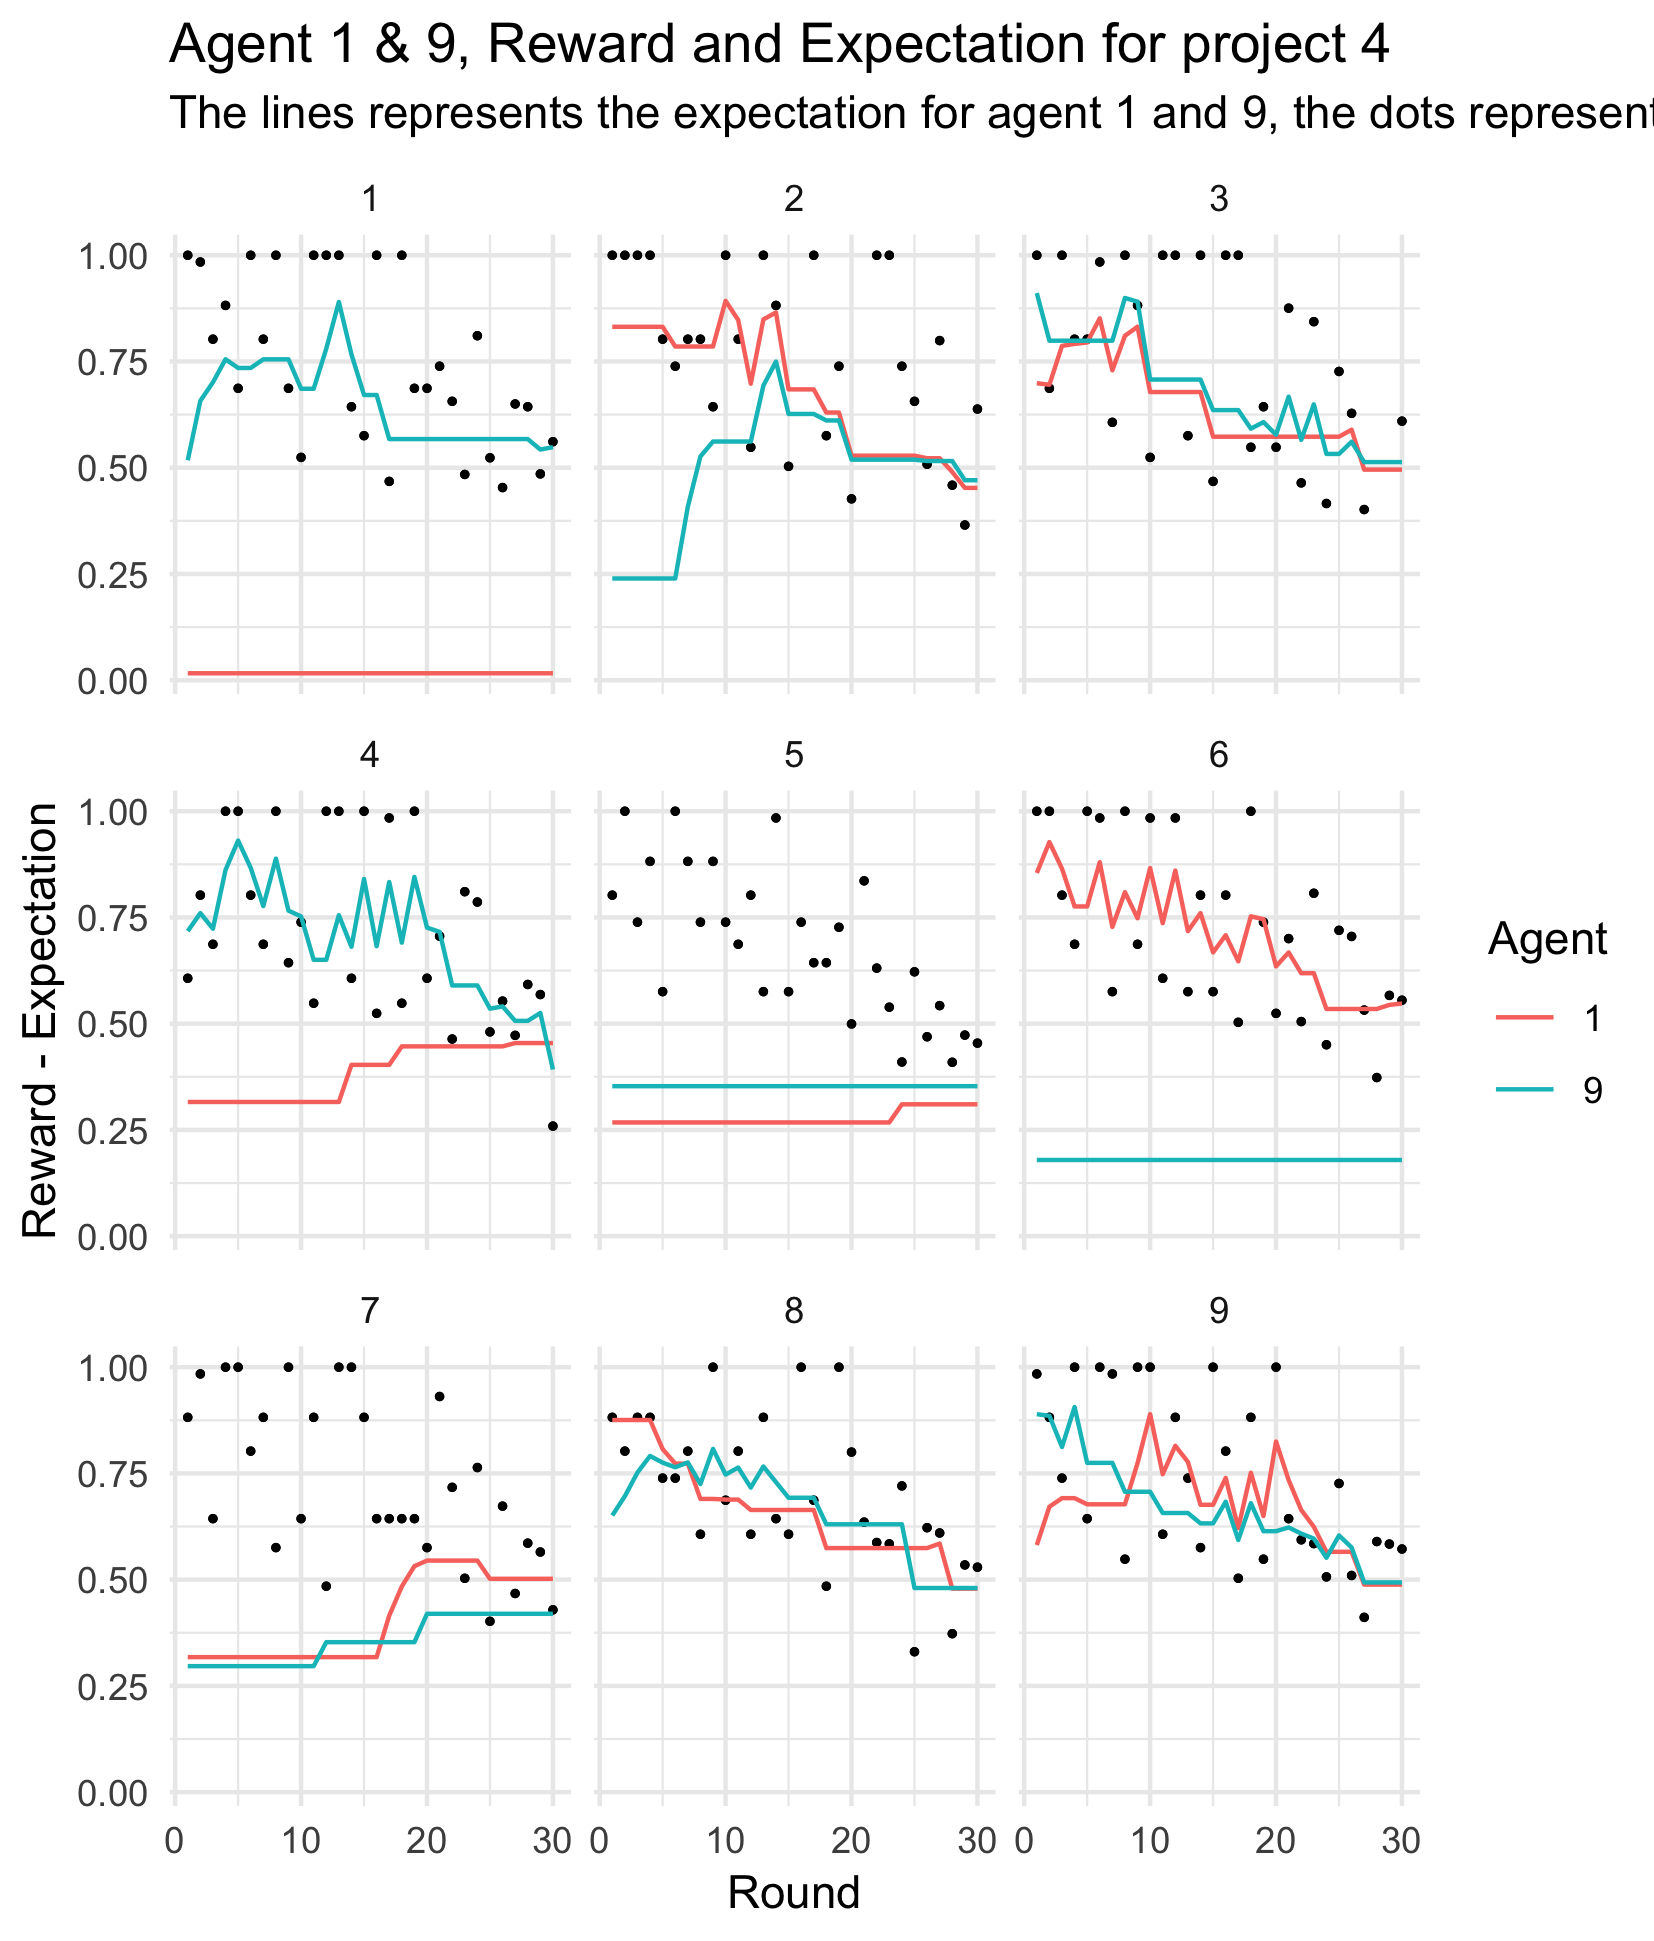 Agent 1 & 9, Reward and Expectation for project 4
The lines represents the expectation for agent 1 and 9, the dots represent
1 2 3
1.00
0.75
0.50
0.25
0.00
4 5 6
1.00
0.75
0.50
0.25
0.00
Reward - Expectation
7 8 9
1.00
0.75
0.50
0.25
0.00
0 10 20 30 0 10 20 30 0 10 20 30
Round
Agent
1
9